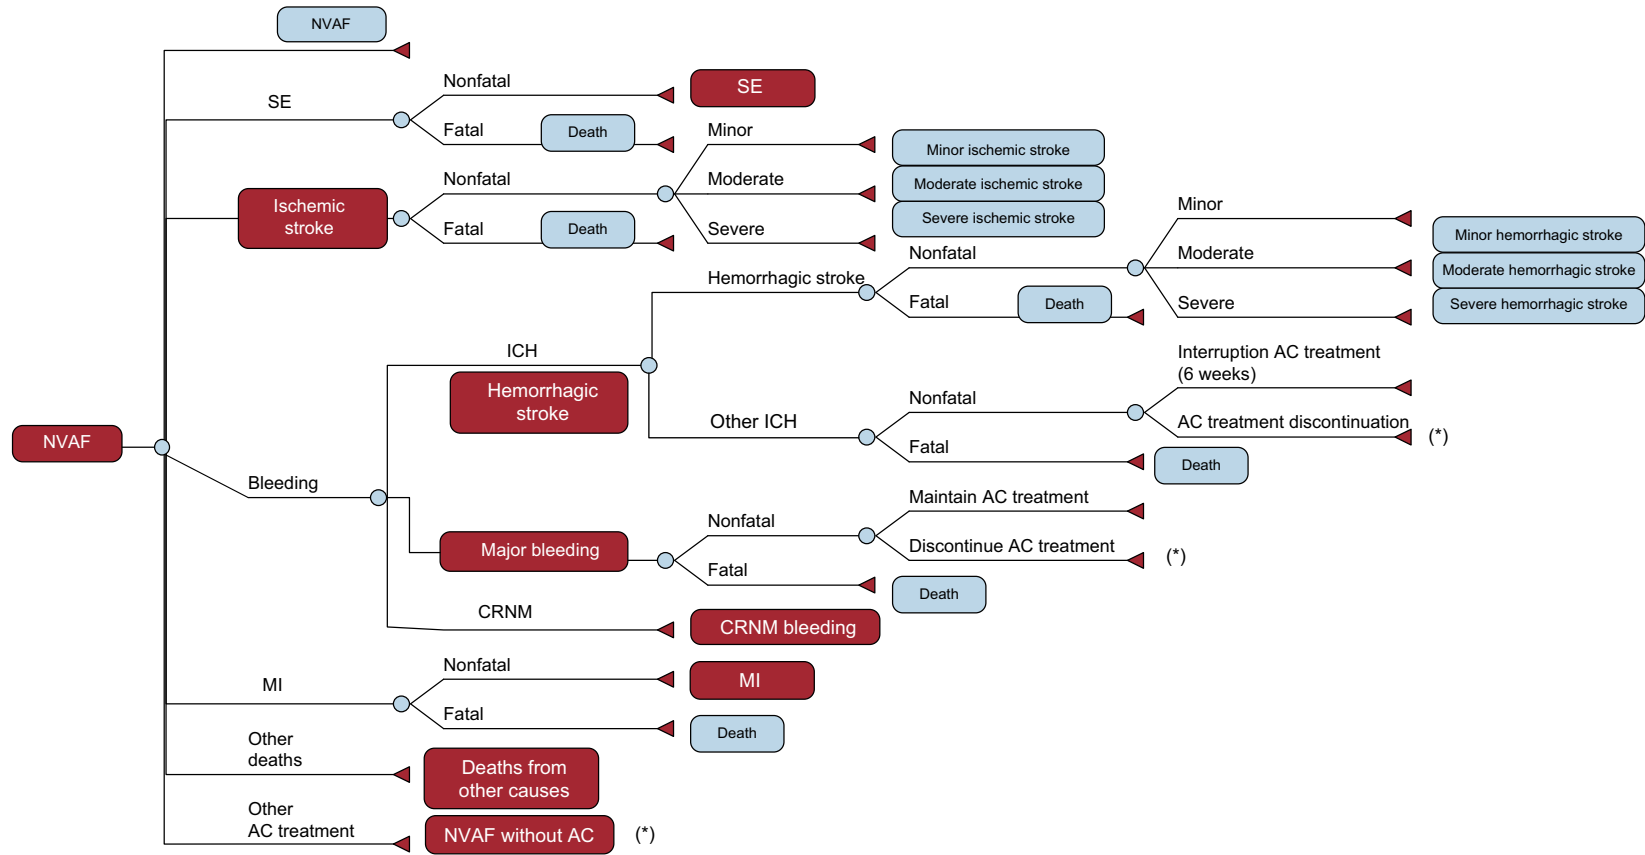 NVAF
Nonfatal
SE
SE
Fatal
Death
Minor
Minor ischemic stroke
Nonfatal
Moderate
Moderate ischemic stroke
Ischemic
stroke
Fatal
Death
Severe
Severe ischemic stroke
Minor
Minor hemorrhagic stroke
Nonfatal
Moderate
Moderate hemorrhagic stroke
Hemorrhagic stroke
Fatal
Death
Severe
Severe hemorrhagic stroke
ICH
Hemorrhagic
stroke
Interruption AC treatment
(6 weeks)
Nonfatal
Other ICH
AC treatment discontinuation
(*)
Fatal
Death
NVAF
Bleeding
Maintain AC treatment
Nonfatal
Major bleeding
Discontinue AC treatment
(*)
Fatal
Death
CRNM
CRNM bleeding
Nonfatal
MI
MI
Fatal
Death
Other
deaths
Deaths from
other causes
Other
AC treatment
NVAF without AC
(*)